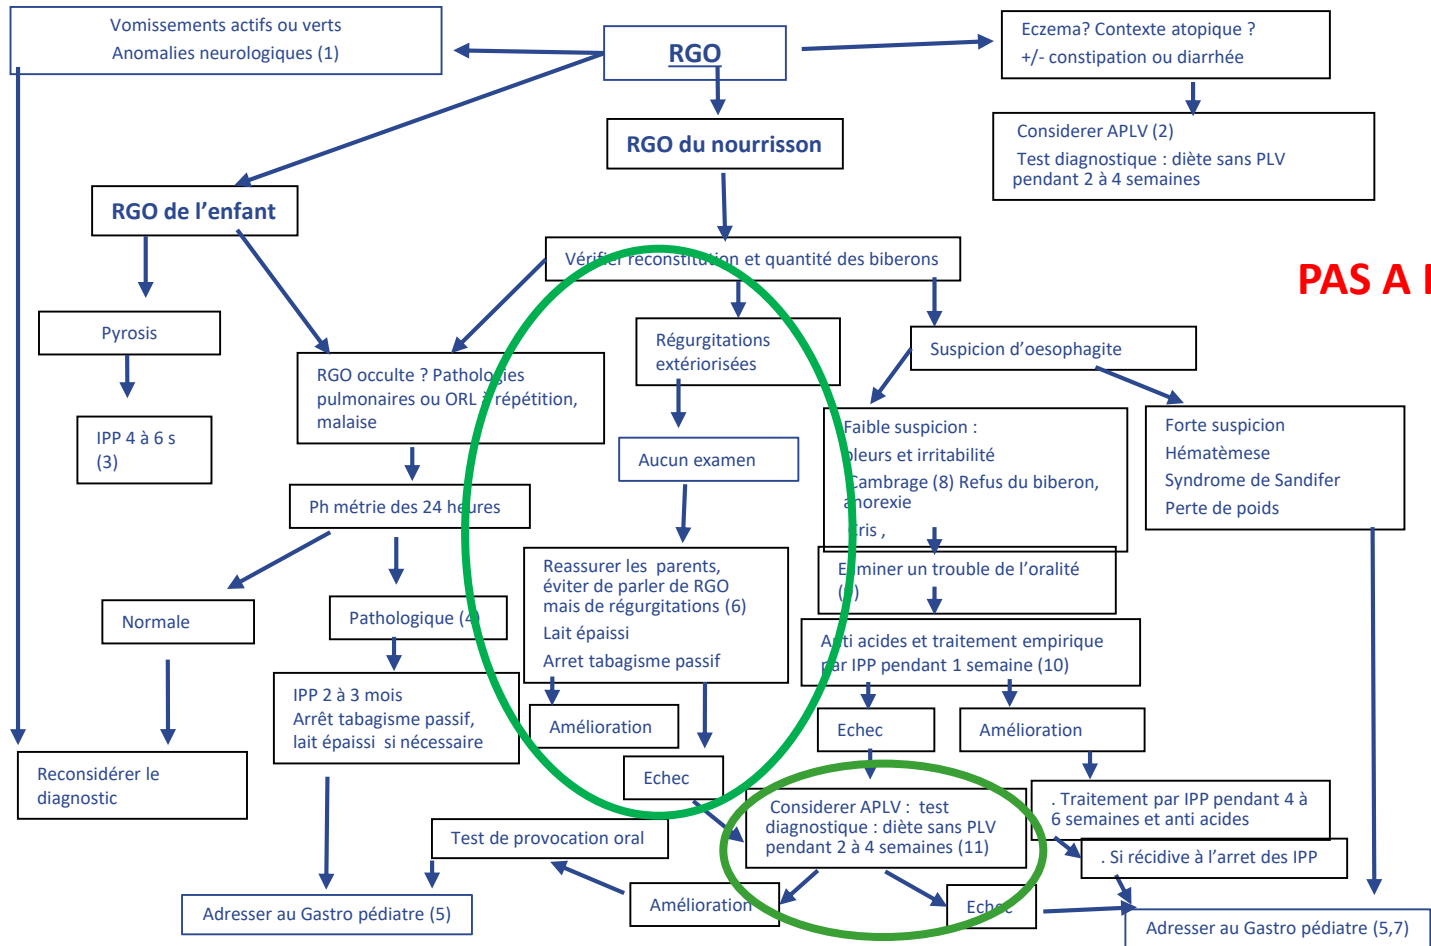 Vomissements actifs ou verts
Anomalies neurologiques (1)
RGO
Eczema? Contexte atopique ?
+/- constipation ou diarrhée
RGO du nourrisson
Considerer APLV (2)
Test diagnostique : diète sans PLV
pendant 2 à 4 semaines
RGO de l’enfant
Vérifier reconstitution et quantité des biberons
PAS A
Pyrosis
Régurgitations
extériorisées
Suspicion d’oesophagite
RGO occulte ? Pathologies
pulmonaires ou ORL à répétition,
malaise
IPP 4 à 6 s
(3)
Aucun examen
Faible suspicion :
pleurs et irritabilité
Cambrage (8) Refus du biberon,
anorexie
Cris ,
Forte suspicion
Hématèmese
Syndrome de Sandifer
Perte de poids
Ph métrie des 24 heures
Reassurer les parents,
éviter de parler de RGO
mais de régurgitations (6)
Lait épaissi
Arret tabagisme passif
Eliminer un trouble de l’oralité
Normale
Pathologique (4)
Anti acides et traitement empirique
par IPP pendant 1 semaine (10)
IPP 2 à 3 mois
Arrêt tabagisme passif,
lait épaissi si nécessaire
Amélioration
Echec
Amélioration
Reconsidérer le
diagnostic
Echec
Considerer APLV : test
diagnostique : diète sans PLV
pendant 2 à 4 semaines (11)
. Traitement par IPP pendant 4 à
6 semaines et anti acides
Test de provocation oral
. Si récidive à l’arret des IPP
Adresser au Gastro pédiatre (5)
Amélioration
Echec
Adresser au Gastro pédiatre (5,7)